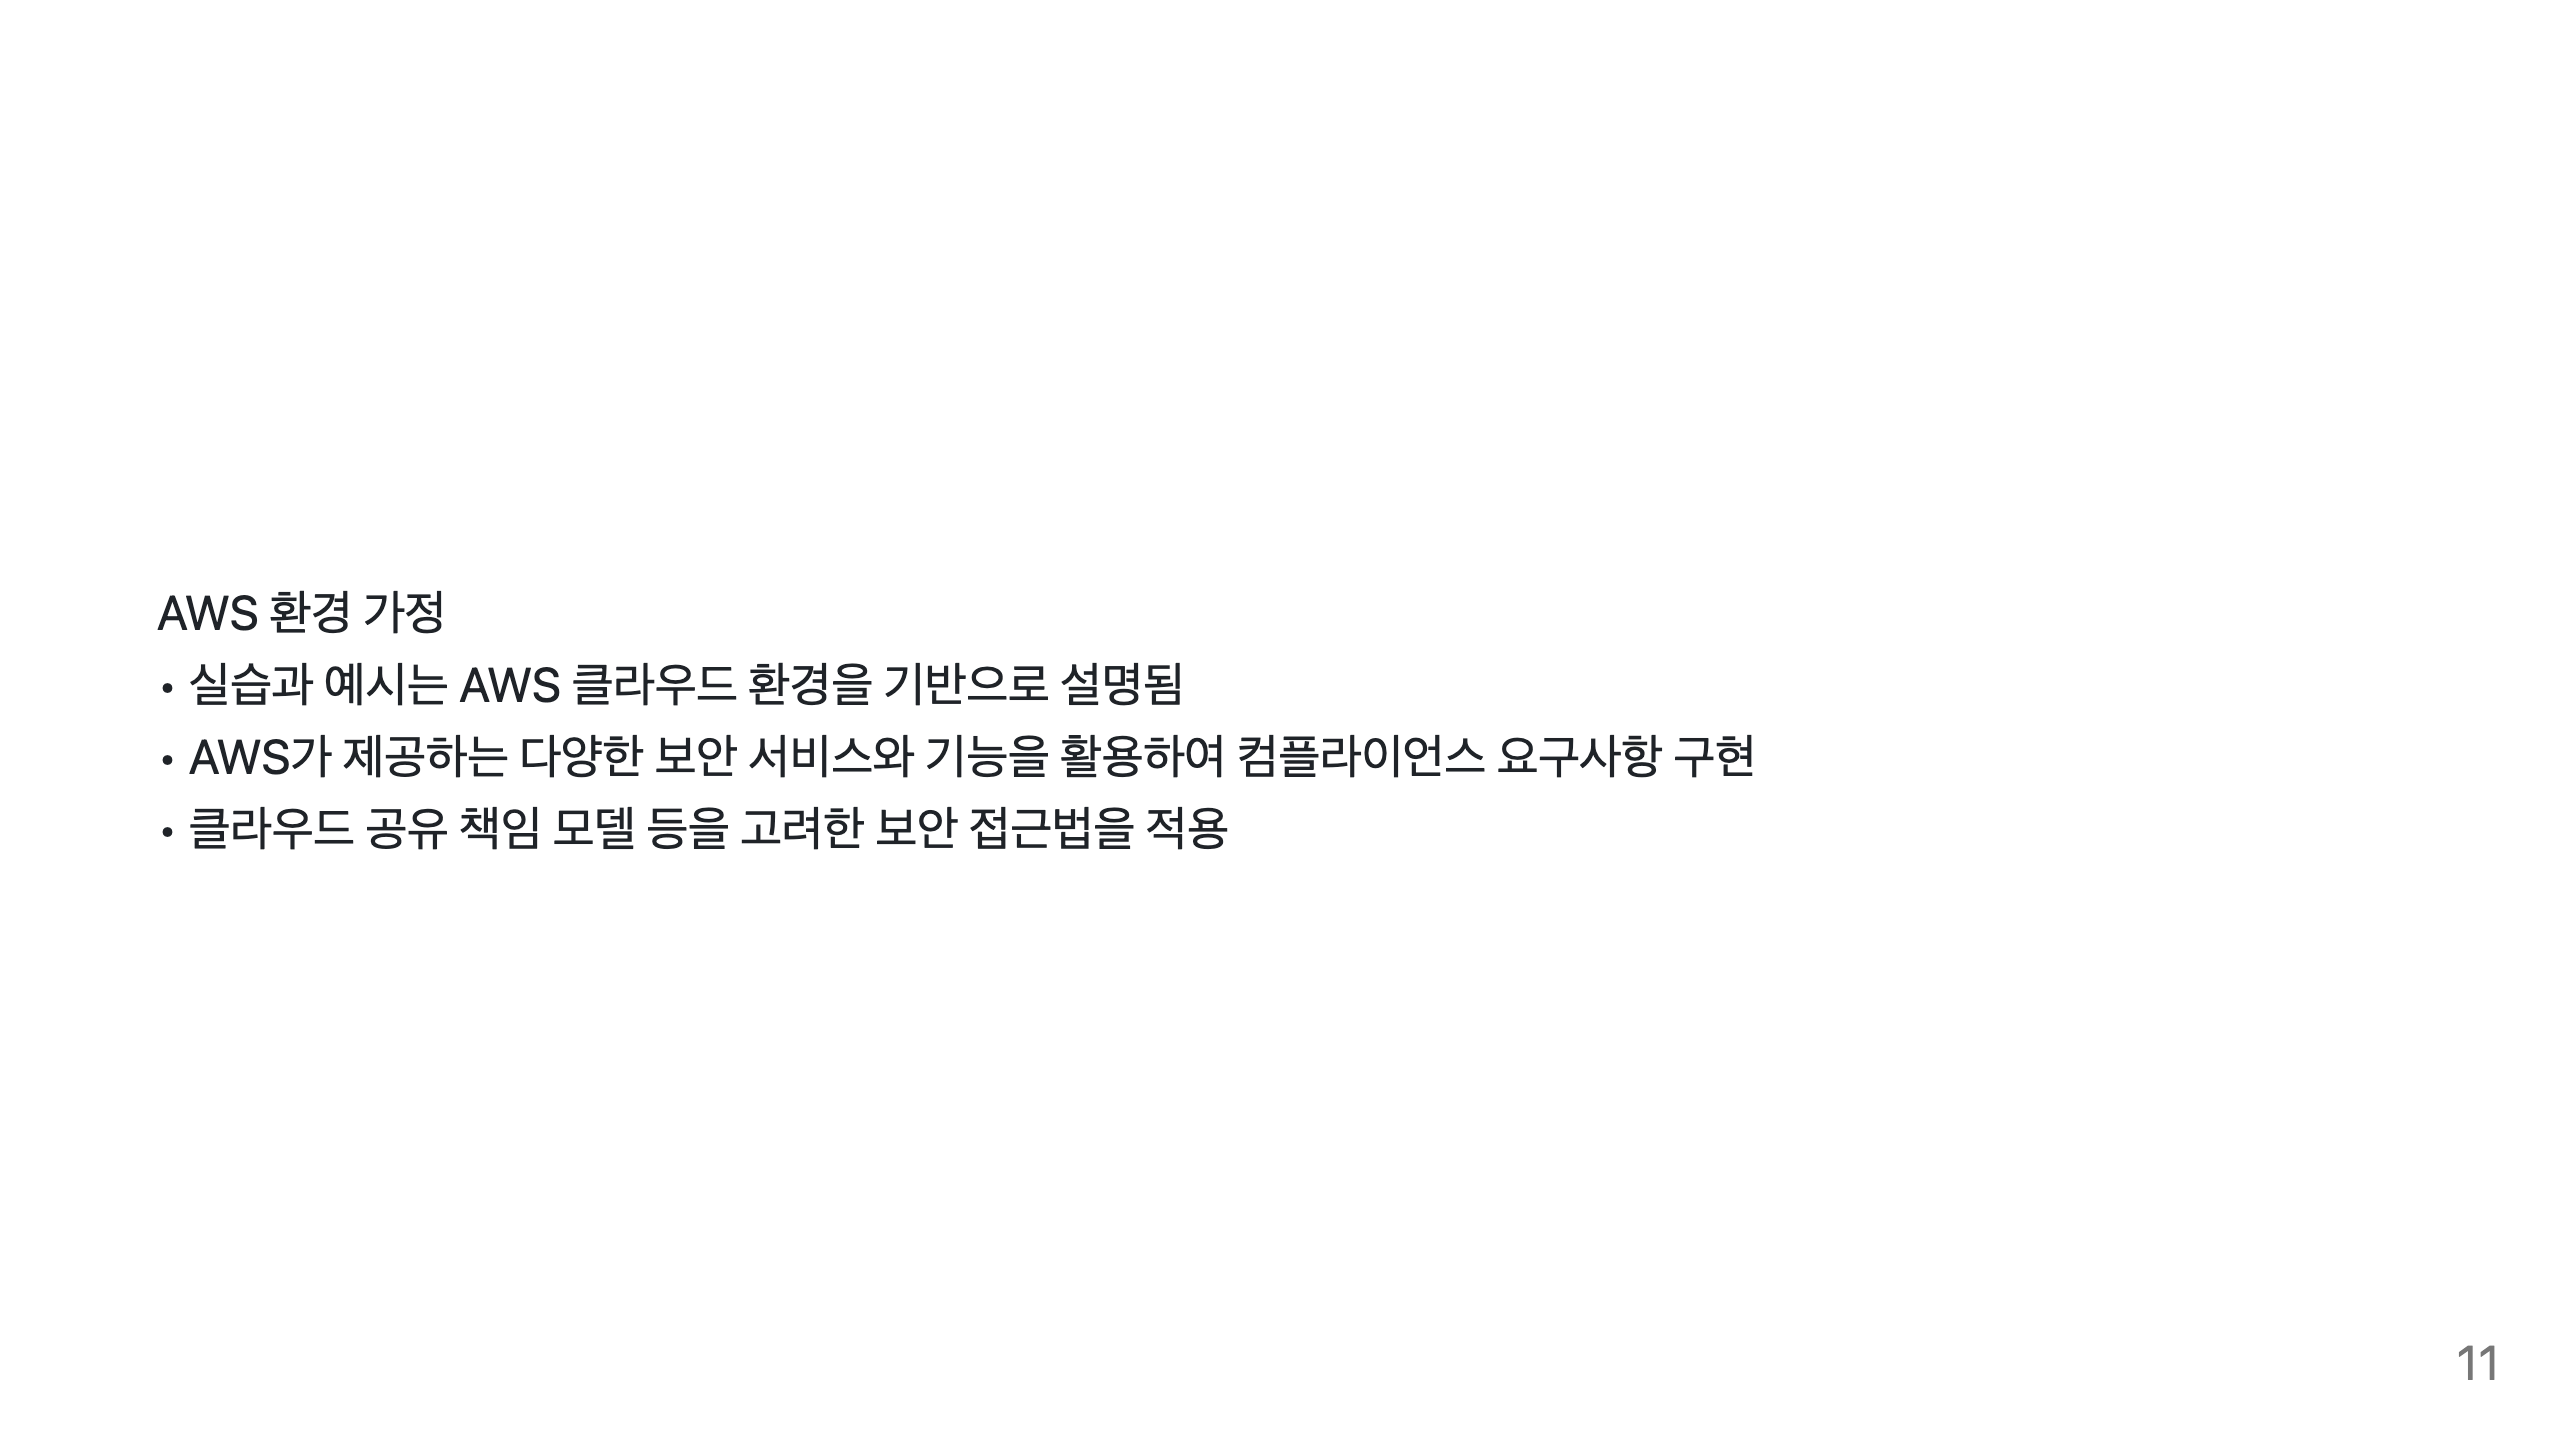 AWS 환경 가정
• 실습과 예시는 AWS 클라우드 환경을 기반으로 설명됨
• AWS가 제공하는 다양한 보안 서비스와 기능을 활용하여 컴플라이언스 요구사항 구현
• 클라우드 공유 책임 모델 등을 고려한 보안 접근법을 적용
11